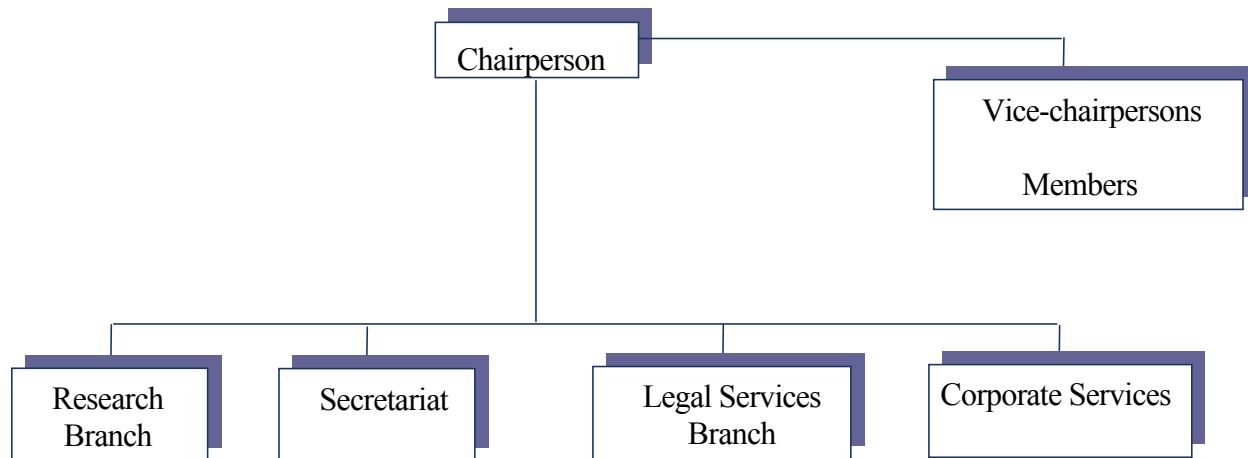 Chairperson
Vice-chairpersons
Members
Research
Branch
Secretariat
Legal Services
Branch
Corporate Services